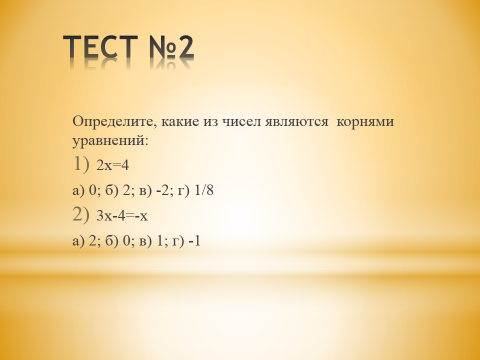 ТЕСТ №2
Определите, какие из чисел являются корнями
уравнений:
1) 2х=4
а) 0; б) 2; в) -2; г) 1/8
2) 3х-4=-х
а) 2; б) 0; в) 1; г) -1